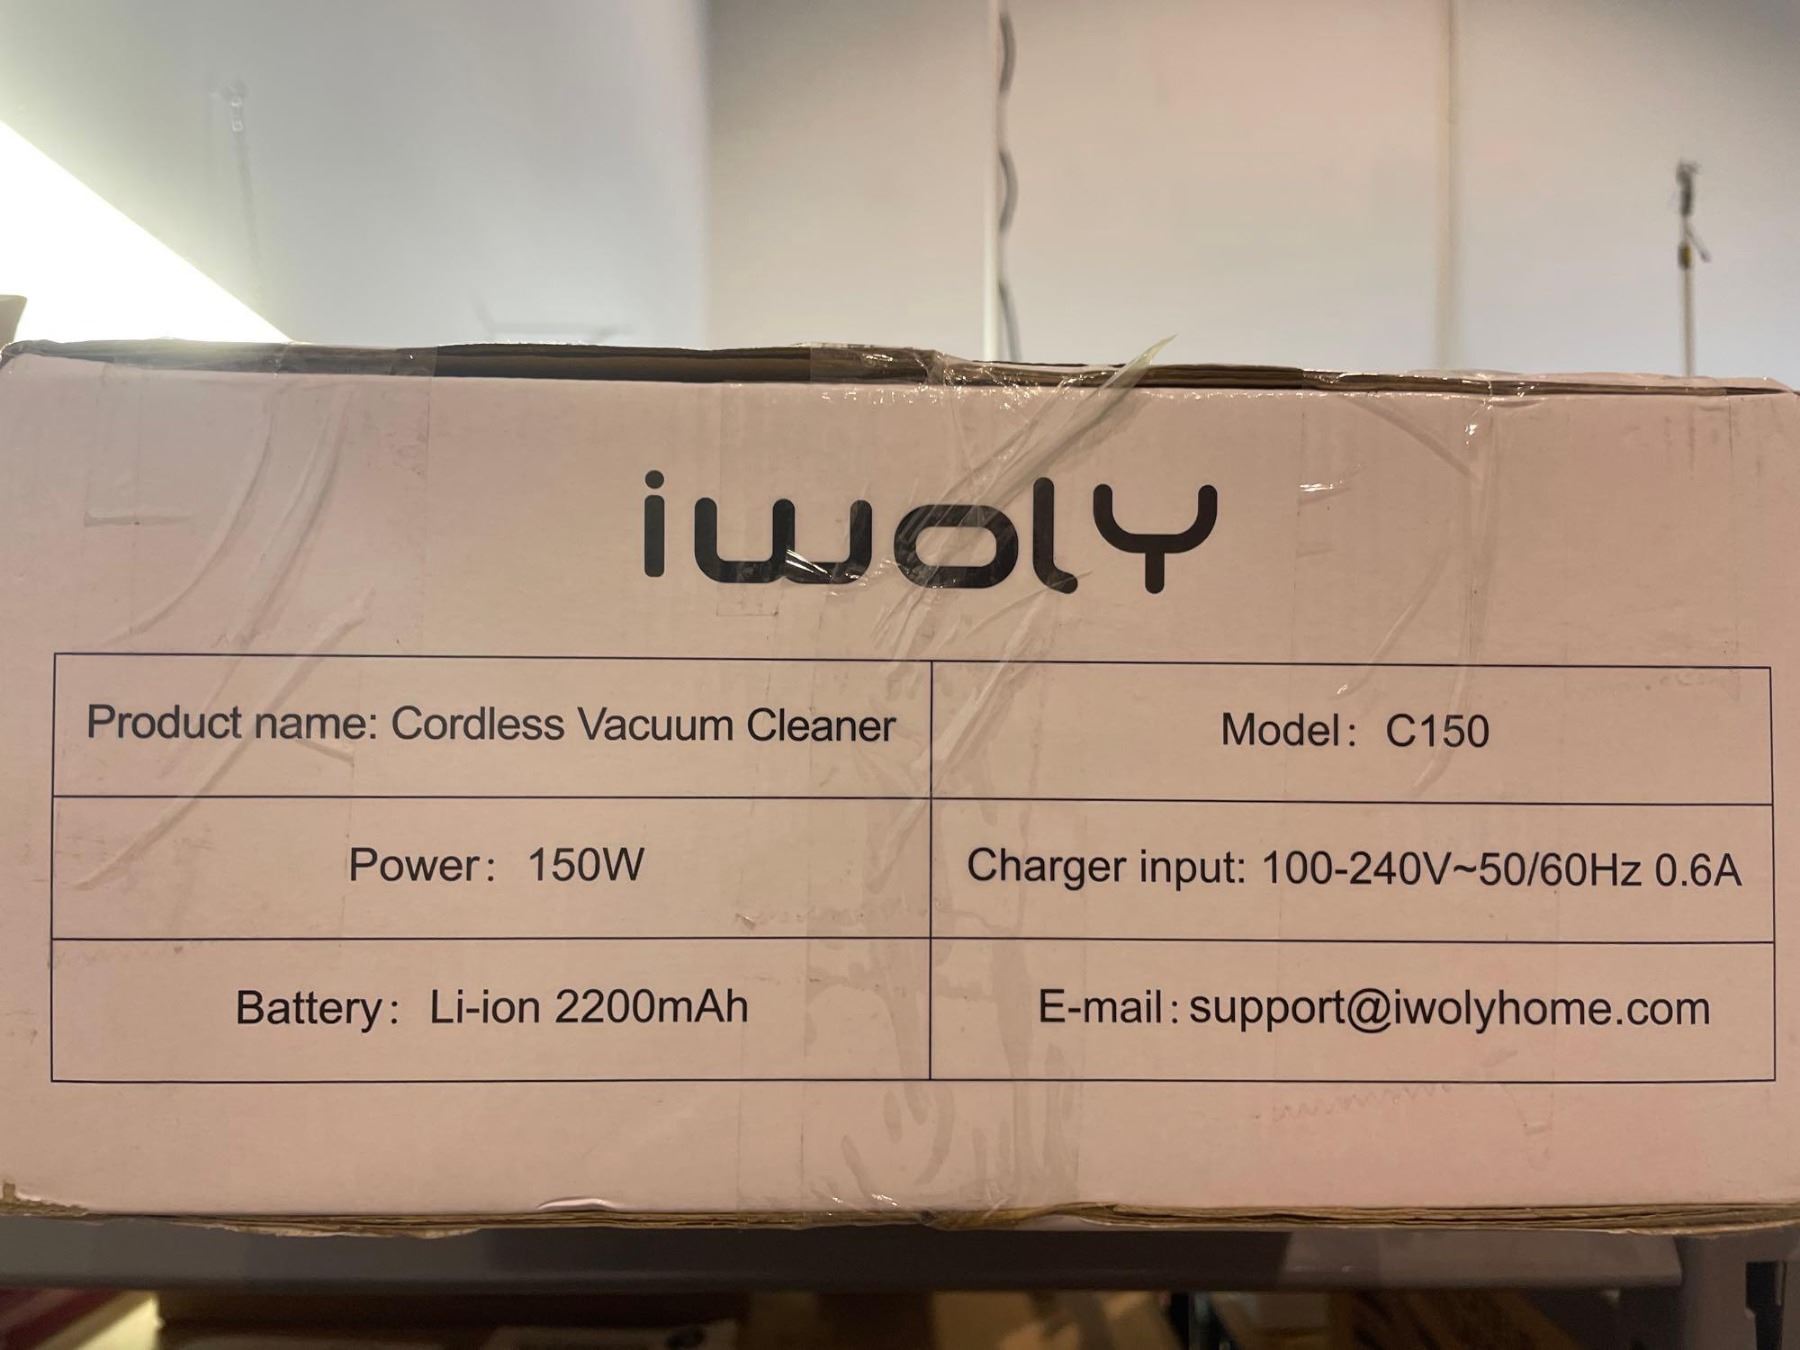 iwoly
Product name: Cordless Vacuum Cleaner
Model: C150
Power: 150W
Charger input: 100-240V~50/60Hz 0.6A
Battery: Li-ion 2200mAh
E-mail: support@iwolyhome.com